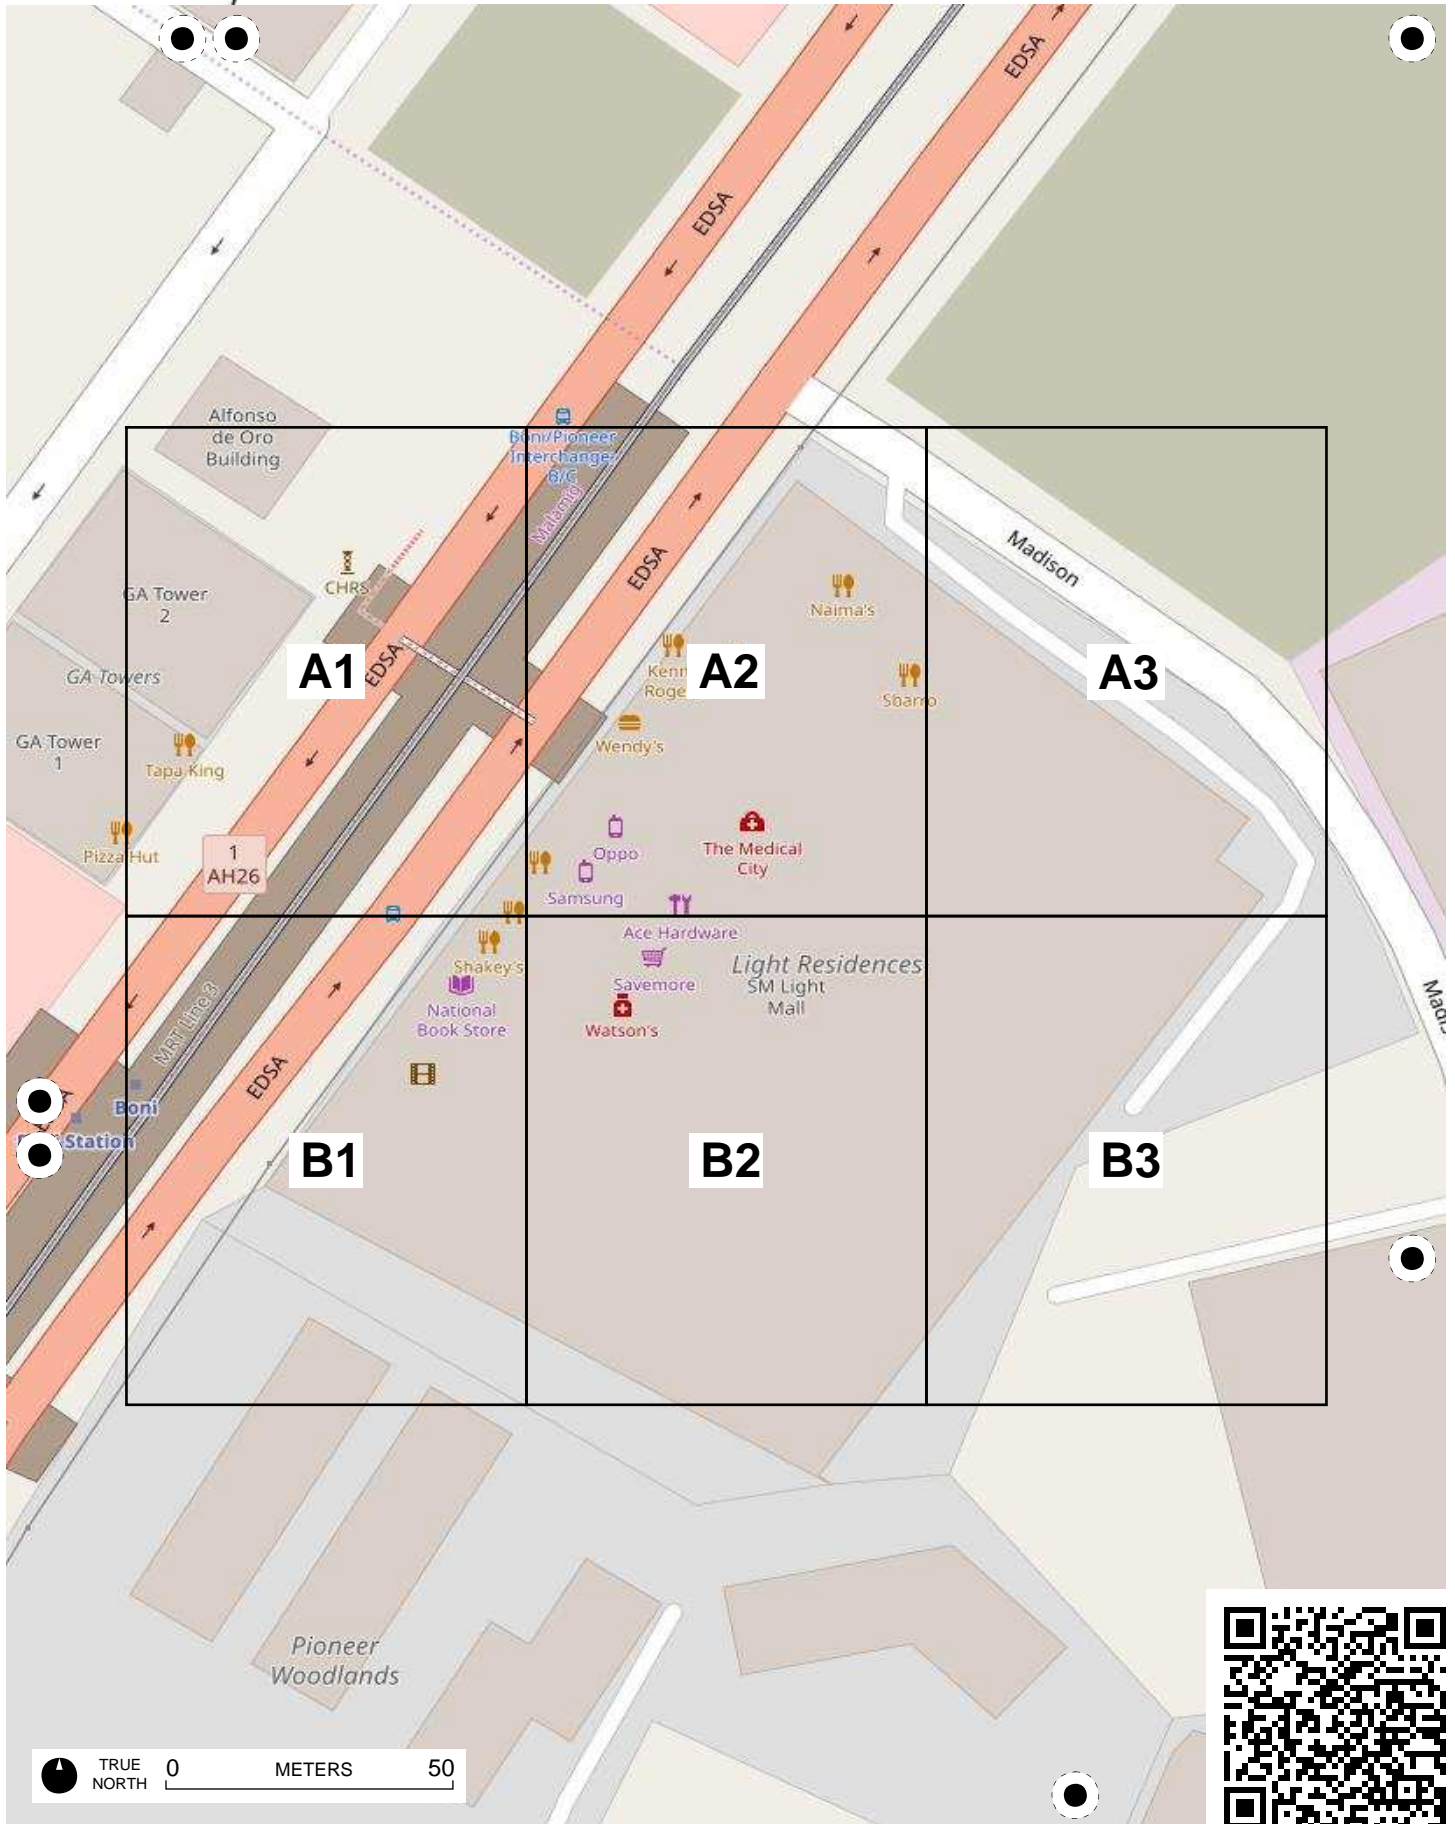 EDSA
EDSA
Alfonso
de Oro
Building
Boni/Pioneer
Interchange-
B/C
Malamig
EDSA
Madison
CHRS
GA Tower
2
Naima's
GA Towers
A1
EDSA
Kenn
Roge
A2
Sbarro
A3
GA Tower
1
Tapa King
Wendy's
Pizza Hut
1
AH26
Oppo
The Medical
City
Samsung
Ace Hardware
Shakey's
Light Residences
Savemore
SM Light
Mall
National
Book Store
Watson's
MRT Line 3
EDSA
Boni
Station
B1
B2
B3
Pioneer
Woodlands
TRUE
NORTH
0 METERS 50